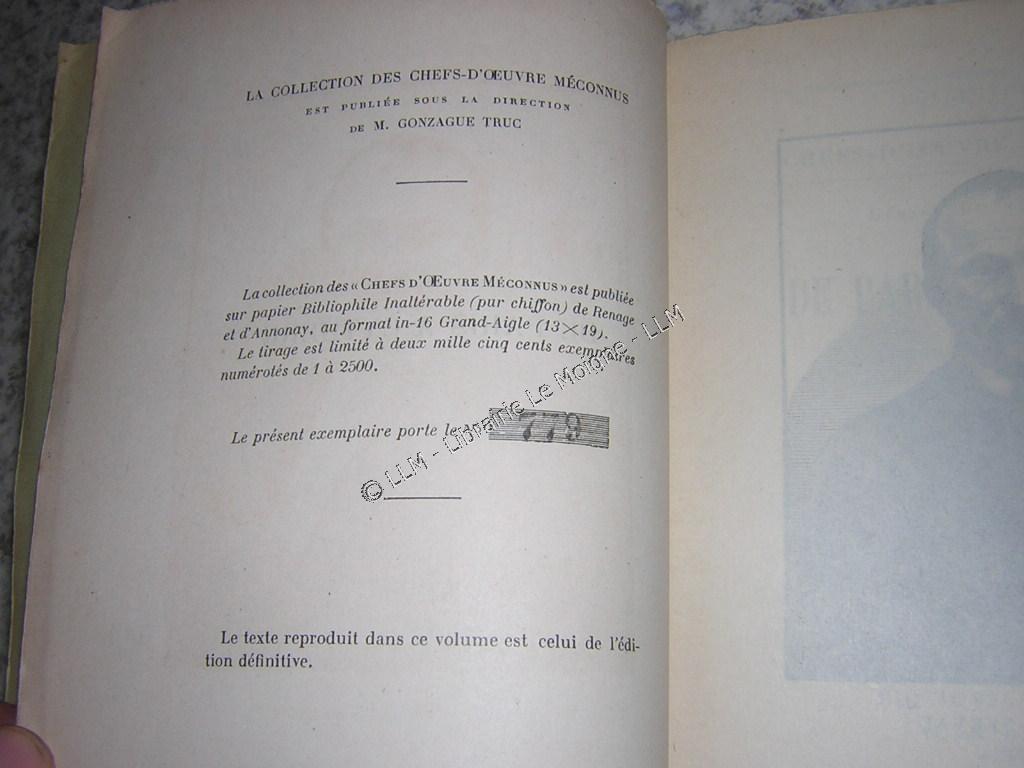 LA COLLECTION DES CHEFS-D'ŒUVRE MÉCONNUS
EST PUBLIÉE SOUS LA DIRECTION
DE M. GONZAGUE TRUC
La collection des « CHEFS D'ŒUVRE MÉCONNUS » est publiée
sur papier Bibliophile Inaltérable (pur chiffon) de Renage
et d'Annonay, au format in-16 Grand-Aigle (13×19).
Le tirage est limité à deux mille cinq cents exemplaires
numérotés de 1 à 2500.
Le présent exemplaire porte le
779
© LLM - Librairie Le Moigne - LLM
Le texte reproduit dans ce volume est celui de l'édi-
tion définitive.